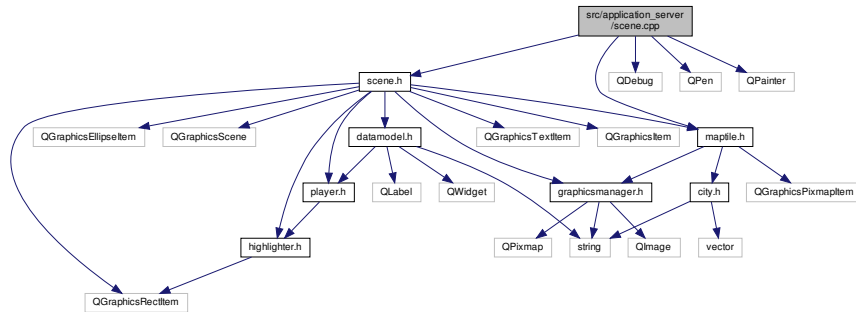 src/application_server
/scene.cpp
scene.h
QDebug
QPen
QPainter
QGraphicsEllipseItem
QGraphicsScene
datamodel.h
QGraphicsTextItem
QGraphicsItem
maptile.h
player.h
QLabel
QWidget
graphicsmanager.h
city.h
QGraphicsPixmapItem
highlighter.h
QPixmap
string
QImage
vector
QGraphicsRectItem